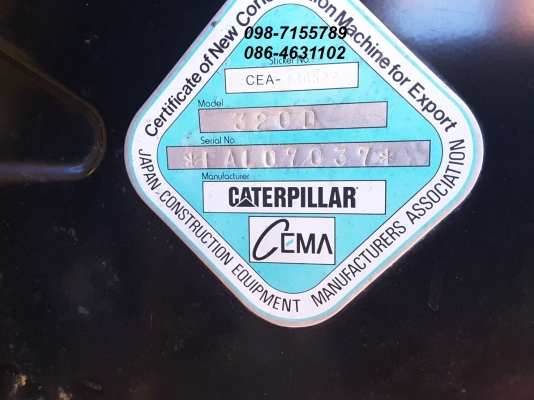 098-7155789
086-4631102
Certificate of New Construction Machine for Export
Sticker No.
CEA-
Model
320D
Serial No.
*FAL07037*
Manufacturer
CATERPILLAR
CEMA
JAPAN CONSTRUCTION EQUIPMENT MANUFACTURERS ASSOCIATION